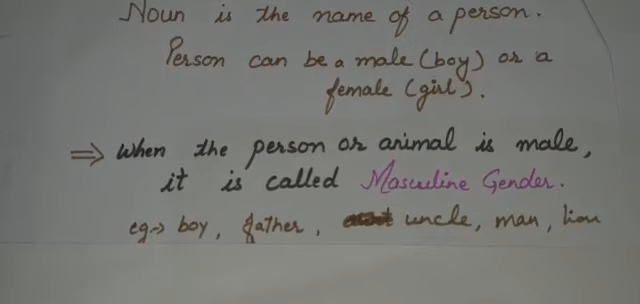 Noun is the name of a person.
Person can be a male (boy) or a
female (girl).
⇒ When the person or animal is male,
it is called Masculine Gender.
eg→ boy, father, uncle, man, lion